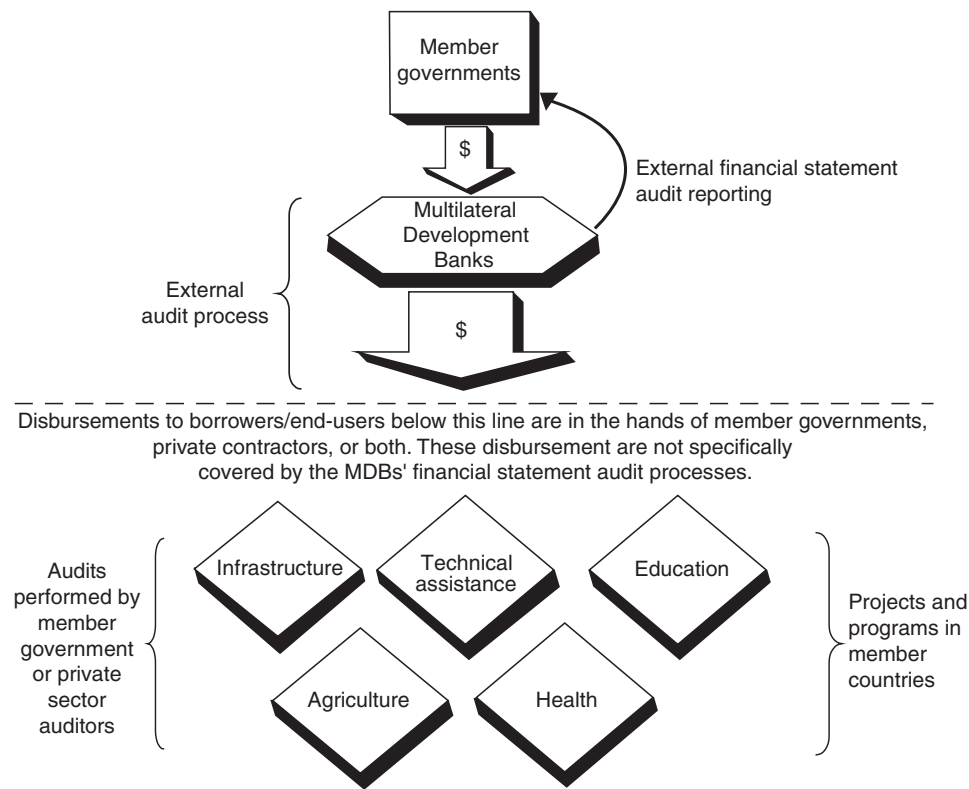 Member
governments
$
External financial statement
audit reporting
Multilateral
Development
Banks
External
audit process
$
Disbursements to borrowers/end-users below this line are in the hands of member governments,
private contractors, or both. These disbursement are not specifically
covered by the MDBs' financial statement audit processes.
Infrastructure
Technical
assistance
Education
Audits
performed by
member
government
or private
sector
auditors
Projects and
programs in
member
countries
Agriculture
Health